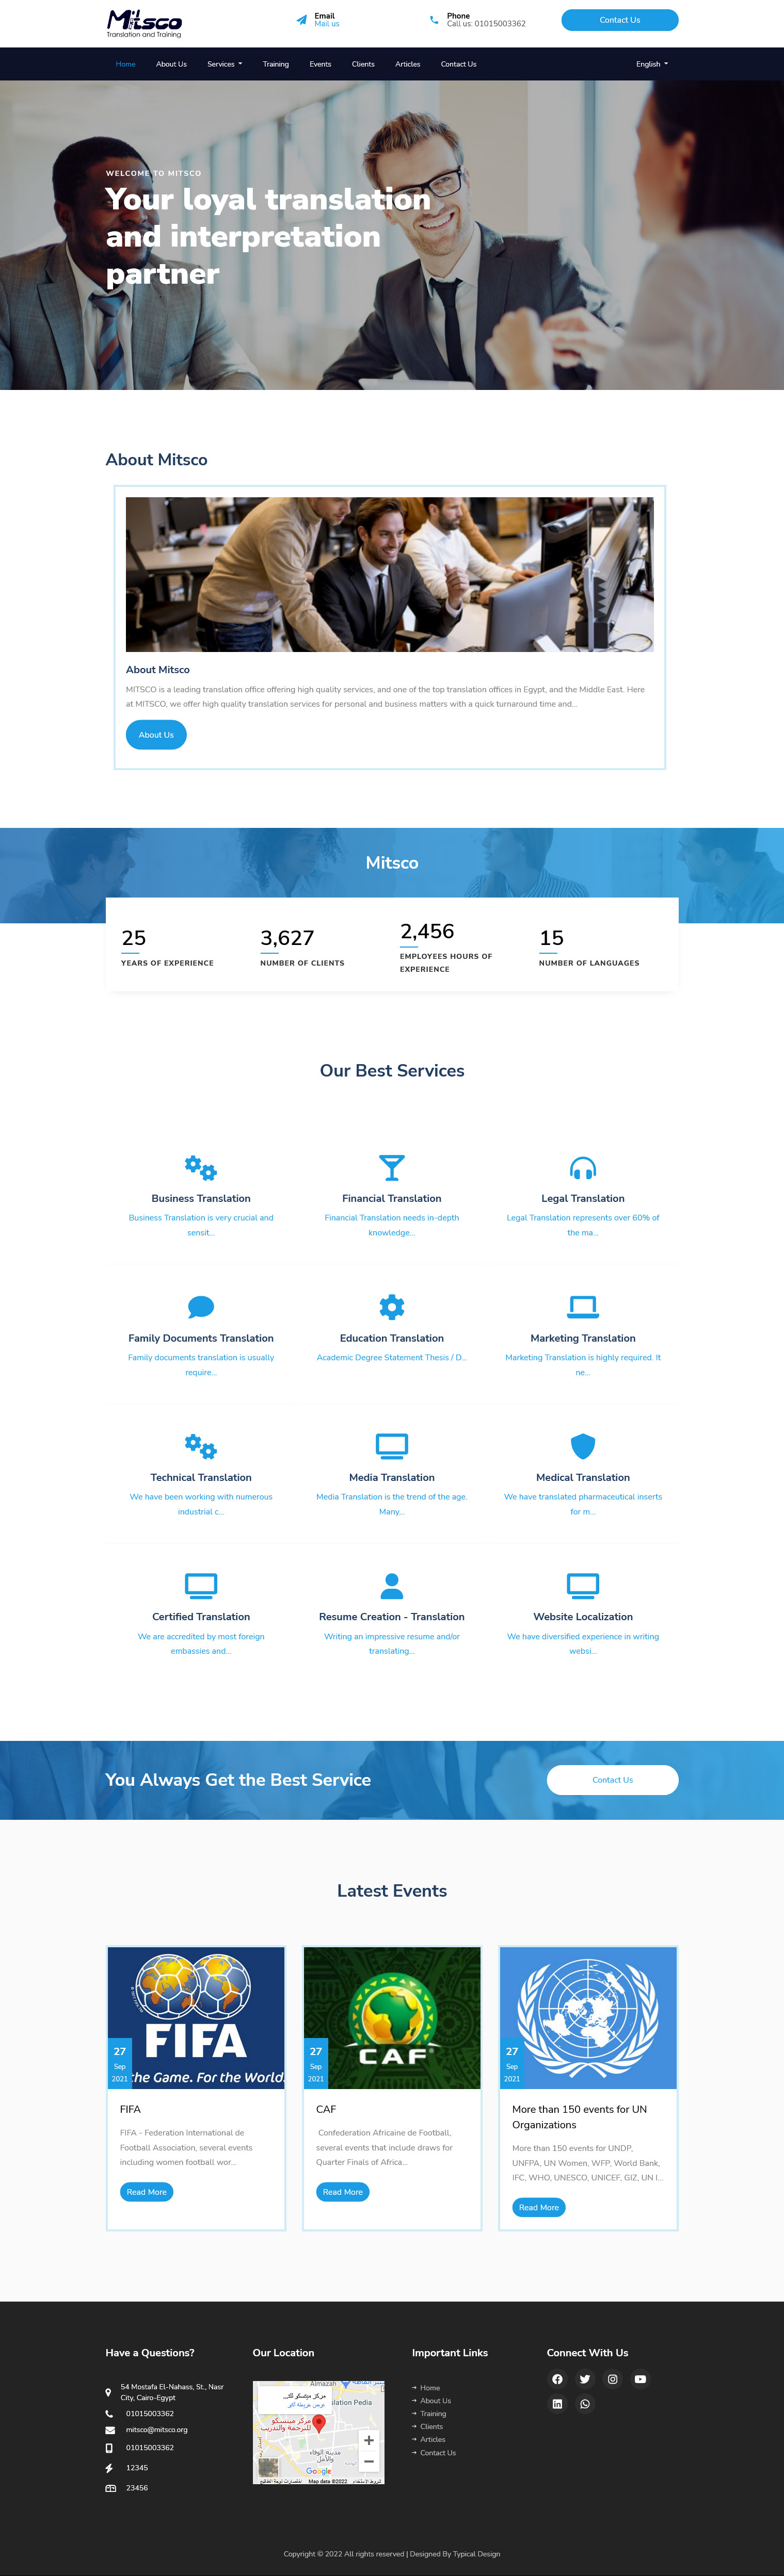 Mitsco
Translation and Training
Email
Mail us
Phone
Call us: 01015003362
Contact Us
Home
About Us
Services
Training
Events
Clients
Articles
Contact Us
English
WELCOME TO MITSCO
Your loyal translation
and interpretation
partner
About Mitsco
About Mitsco
MITSCO is a leading translation office offering high quality services, and one of the top translation offices in Egypt, and the Middle East. Here
at MITSCO, we offer high quality translation services for personal and business matters with a quick turnaround time and...
About Us
Mitsco
25
YEARS OF EXPERIENCE
3,627
NUMBER OF CLIENTS
2,456
EMPLOYEES HOURS OF
EXPERIENCE
15
NUMBER OF LANGUAGES
Our Best Services
Business Translation
Business Translation is very crucial and
sensit...
Financial Translation
Financial Translation needs in-depth
knowledge...
Legal Translation
Legal Translation represents over 60% of
the ma...
Family Documents Translation
Family documents translation is usually
require...
Education Translation
Academic Degree Statement Thesis / D...
Marketing Translation
Marketing Translation is highly required. It
ne...
Technical Translation
We have been working with numerous
industrial c...
Media Translation
Media Translation is the trend of the age.
Many...
Medical Translation
We have translated pharmaceutical inserts
for m...
Certified Translation
We are accredited by most foreign
embassies and...
Resume Creation - Translation
Writing an impressive resume and/or
translating...
Website Localization
We have diversified experience in writing
websi...
You Always Get the Best Service
Contact Us
Latest Events
FIFA
the Game. For the World.
27
Sep
2021
FIFA
FIFA - Federation International de
Football Association, several events
including women football wor...
Read More
CAF
27
Sep
2021
CAF
Confederation Africaine de Football,
several events that include draws for
Quarter Finals of Africa...
Read More
27
Sep
2021
More than 150 events for UN
Organizations
More than 150 events for UNDP,
UNFPA, UN Women, WFP, World Bank,
IFC, WHO, UNESCO, UNICEF, GIZ, UN I...
Read More
Have a Questions?
54 Mostafa El-Nahass, St., Nasr
City, Cairo-Egypt
01015003362
mitsco@mitsco.org
01015003362
12345
23456
Our Location
Almazah
مركز ميتسكو للتـ...
عرض خريطة أكبر
lation Pedia
مركز ميتسكو
للترجمة والتدريب
مدينة الوفاء
والأمل
Google
Map data ©2022
شروط الاستخدام
Important Links
Home
About Us
Training
Clients
Articles
Contact Us
Connect With Us
Copyright © 2022 All rights reserved | Designed By Typical Design